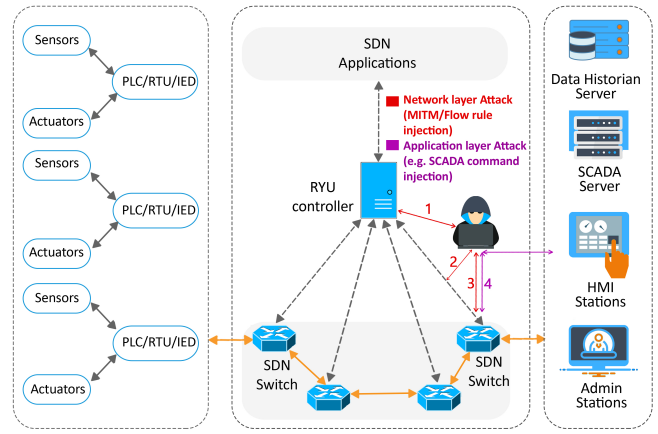 Sensors
PLC/RTU/IED
Actuators
Sensors
PLC/RTU/IED
Actuators
Sensors
PLC/RTU/IED
Actuators
SDN
Applications
Network layer Attack
(MITM/Flow rule
injection)
Application layer Attack
(e.g. SCADA command
injection)
RYU
controller
1
2
3
4
SDN
Switch
SDN
Switch
Data Historian
Server
SCADA
Server
HMI
Stations
Admin
Stations